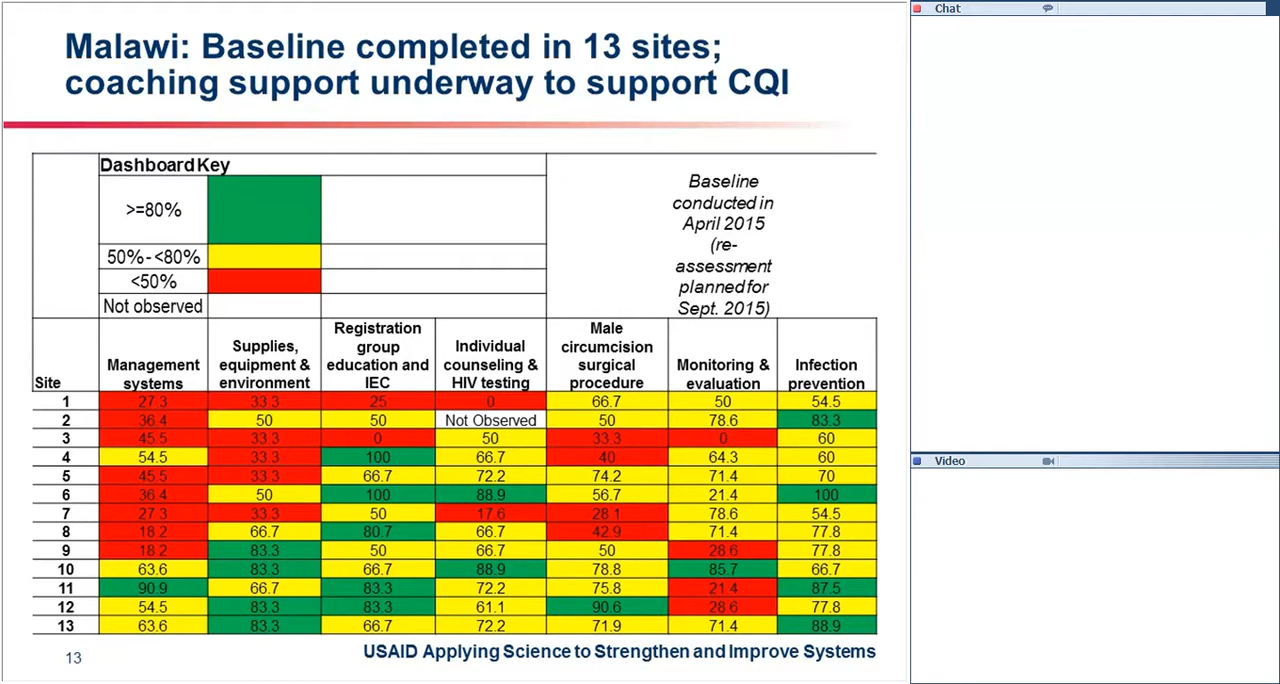 Malawi: Baseline completed in 13 sites;
coaching support underway to support CQI
Dashboard Key
>=80%
50%-<80%
<50%
Not observed
Baseline
conducted in
April 2015
(re-
assessment
planned for
Sept. 2015)
Site
Management
systems
Supplies,
equipment &
environment
Registration
group
education and
IEC
Individual
counseling &
HIV testing
Male
circumcision
surgical
procedure
Monitoring &
evaluation
Infection
prevention
1 27.3 33.3 25 0 66.7 50 54.5
2 36.4 50 50 Not Observed 50 78.6 83.3
3 45.5 33.3 0 50 33.3 0 60
4 54.5 33.3 100 66.7 40 64.3 60
5 45.5 33.3 66.7 72.2 74.2 71.4 70
6 36.4 50 100 88.9 56.7 21.4 100
7 27.3 33.3 50 17.6 28.1 78.6 54.5
8 18.2 66.7 80.7 66.7 42.9 71.4 77.8
9 18.2 83.3 50 66.7 50 28.6 77.8
10 63.6 83.3 66.7 88.9 78.8 85.7 66.7
11 90.9 66.7 83.3 72.2 75.8 21.4 87.5
12 54.5 83.3 83.3 61.1 90.6 28.6 77.8
13 63.6 83.3 66.7 72.2 71.9 71.4 88.9
13
USAID Applying Science to Strengthen and Improve Systems
Chat
Video